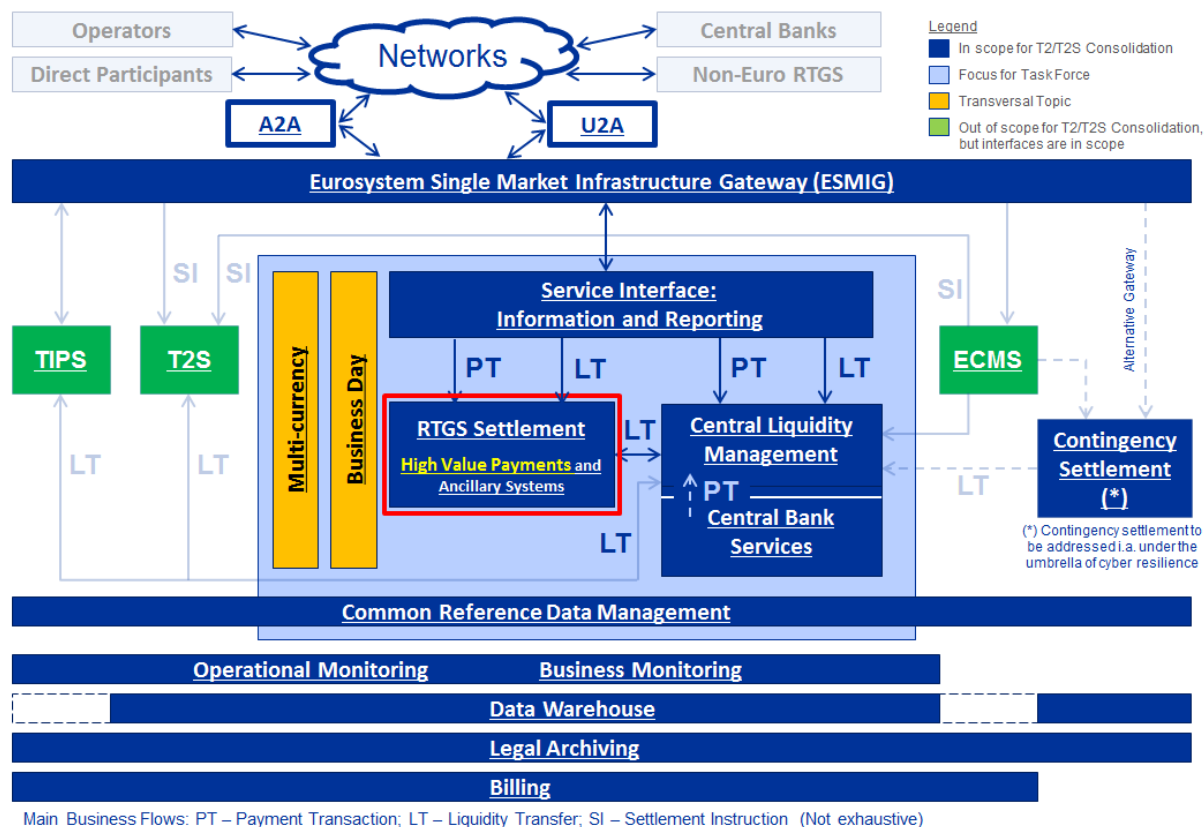 Operators
Direct Participants
Networks
Central Banks
Non-Euro RTGS
Legend
In scope for T2/T2S Consolidation
Focus for Task Force
Transversal Topic
Out of scope for T2/T2S Consolidation,
but interfaces are in scope
A2A
U2A
Eurosystem Single Market Infrastructure Gateway (ESMIG)
SI
SI
SI
Alternative Gateway
Service Interface:
Information and Reporting
TIPS
T2S
Multi-currency
Business Day
PT
LT
PT
LT
ECMS
RTGS Settlement
High Value Payments and
Ancillary Systems
LT
Central Liquidity
Management
PT
Central Bank
Services
LT
LT
LT
LT
Contingency
Settlement
(*)
(*) Contingency settlement to
be addressed i.a. under the
umbrella of cyber resilience
Common Reference Data Management
Operational Monitoring
Business Monitoring
Data Warehouse
Legal Archiving
Billing
Main Business Flows: PT – Payment Transaction; LT – Liquidity Transfer; SI – Settlement Instruction (Not exhaustive)